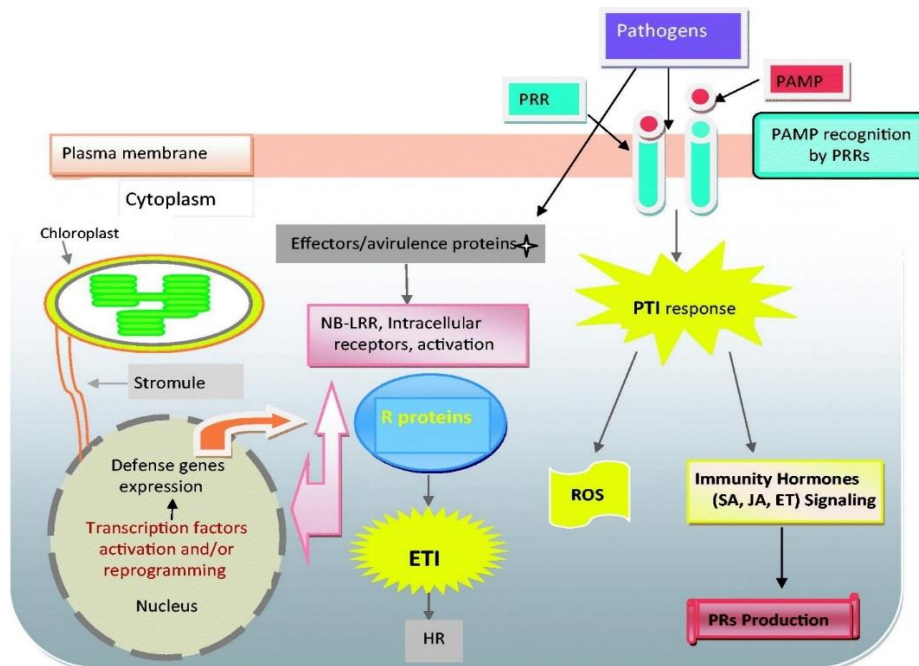 Pathogens
PRR
PAMP
Plasma membrane
PAMP recognition
by PRRs
Cytoplasm
Chloroplast
Effectors/avirulence proteins
NB-LRR, Intracellular
receptors, activation
PTI response
Stromule
R proteins
Defense genes
expression
Transcription factors
activation and/or
reprogramming
Nucleus
ETI
HR
ROS
Immunity Hormones
(SA, JA, ET) Signaling
PRs Production